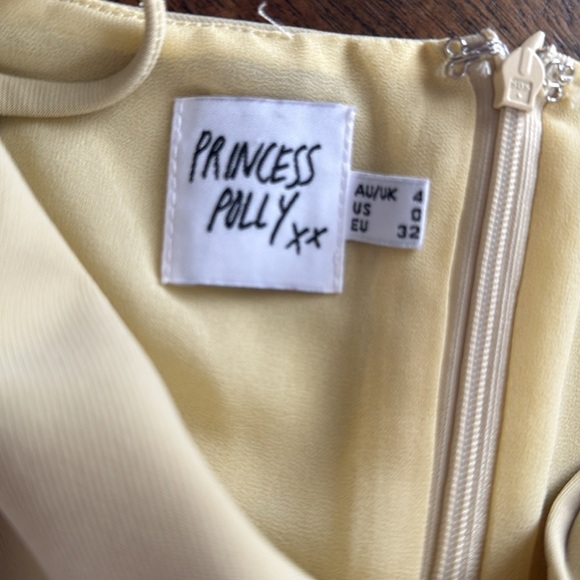 PRINCESS
POLLY
xx
AU/UK 4
US 0
EU 32